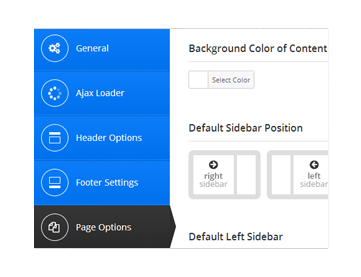 General
Ajax Loader
Header Options
Footer Settings
Page Options
Background Color of Content
Select Color
Default Sidebar Position
right
sidebar
left
sidebar
Default Left Sidebar